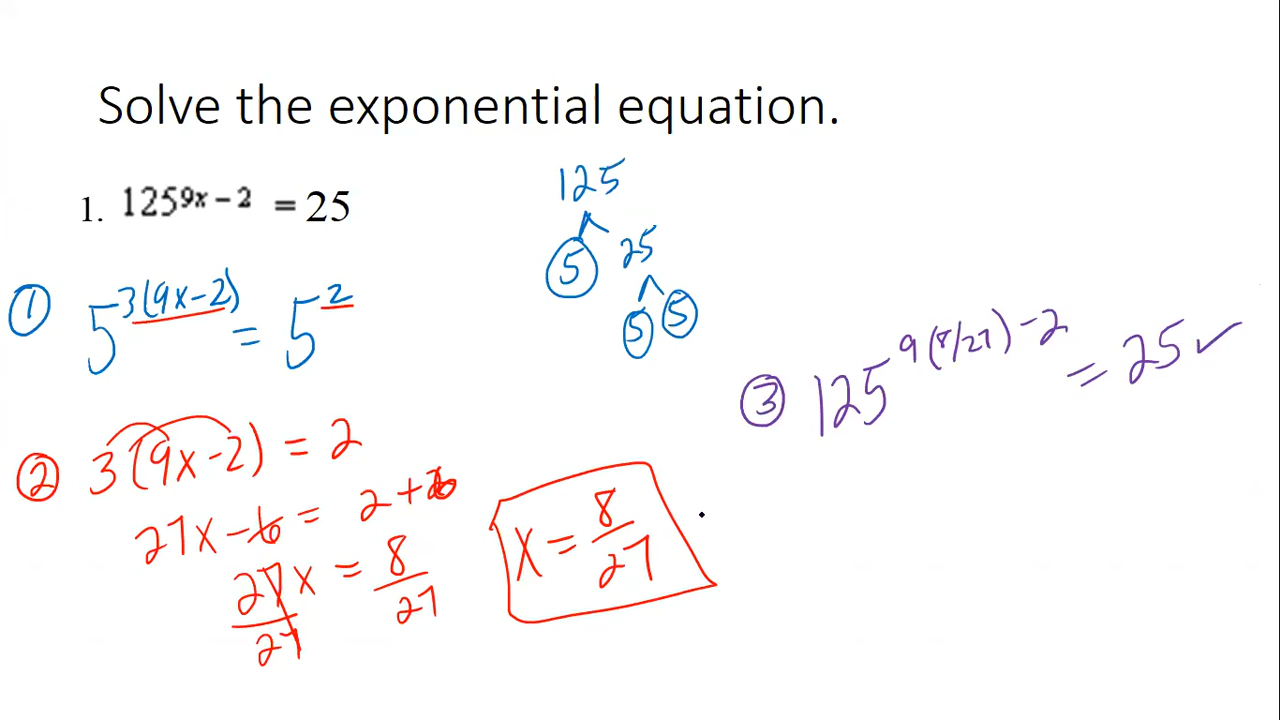 Solve the exponential equation.
1. 125^(9x – 2) = 25
125
5 25
5 5
① 5^(3(9x-2)) = 5^2
② 3(9x-2) = 2
27x - 6 = 2 + 6
27x = 8
27 27
x = 8/27
③ 125^(9(8/27)-2) = 25 ✓